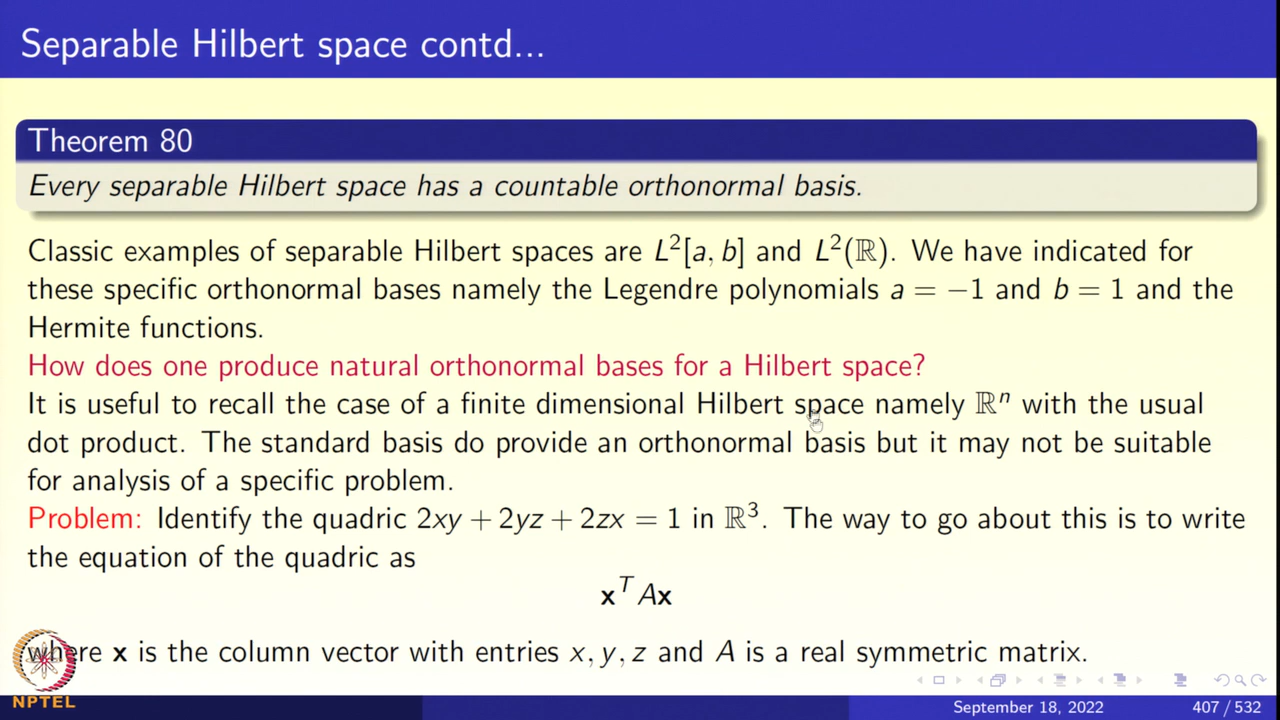 Separable Hilbert space contd...
Theorem 80
Every separable Hilbert space has a countable orthonormal basis.
Classic examples of separable Hilbert spaces are L²[a, b] and L²(ℝ). We have indicated for
these specific orthonormal bases namely the Legendre polynomials a = −1 and b = 1 and the
Hermite functions.
How does one produce natural orthonormal bases for a Hilbert space?
It is useful to recall the case of a finite dimensional Hilbert space namely ℝⁿ with the usual
dot product. The standard basis do provide an orthonormal basis but it may not be suitable
for analysis of a specific problem.
Problem: Identify the quadric 2xy + 2yz + 2zx = 1 in ℝ³. The way to go about this is to write
the equation of the quadric as
xᵀAx
where x is the column vector with entries x, y, z and A is a real symmetric matrix.
NPTEL
September 18, 2022 407 / 532